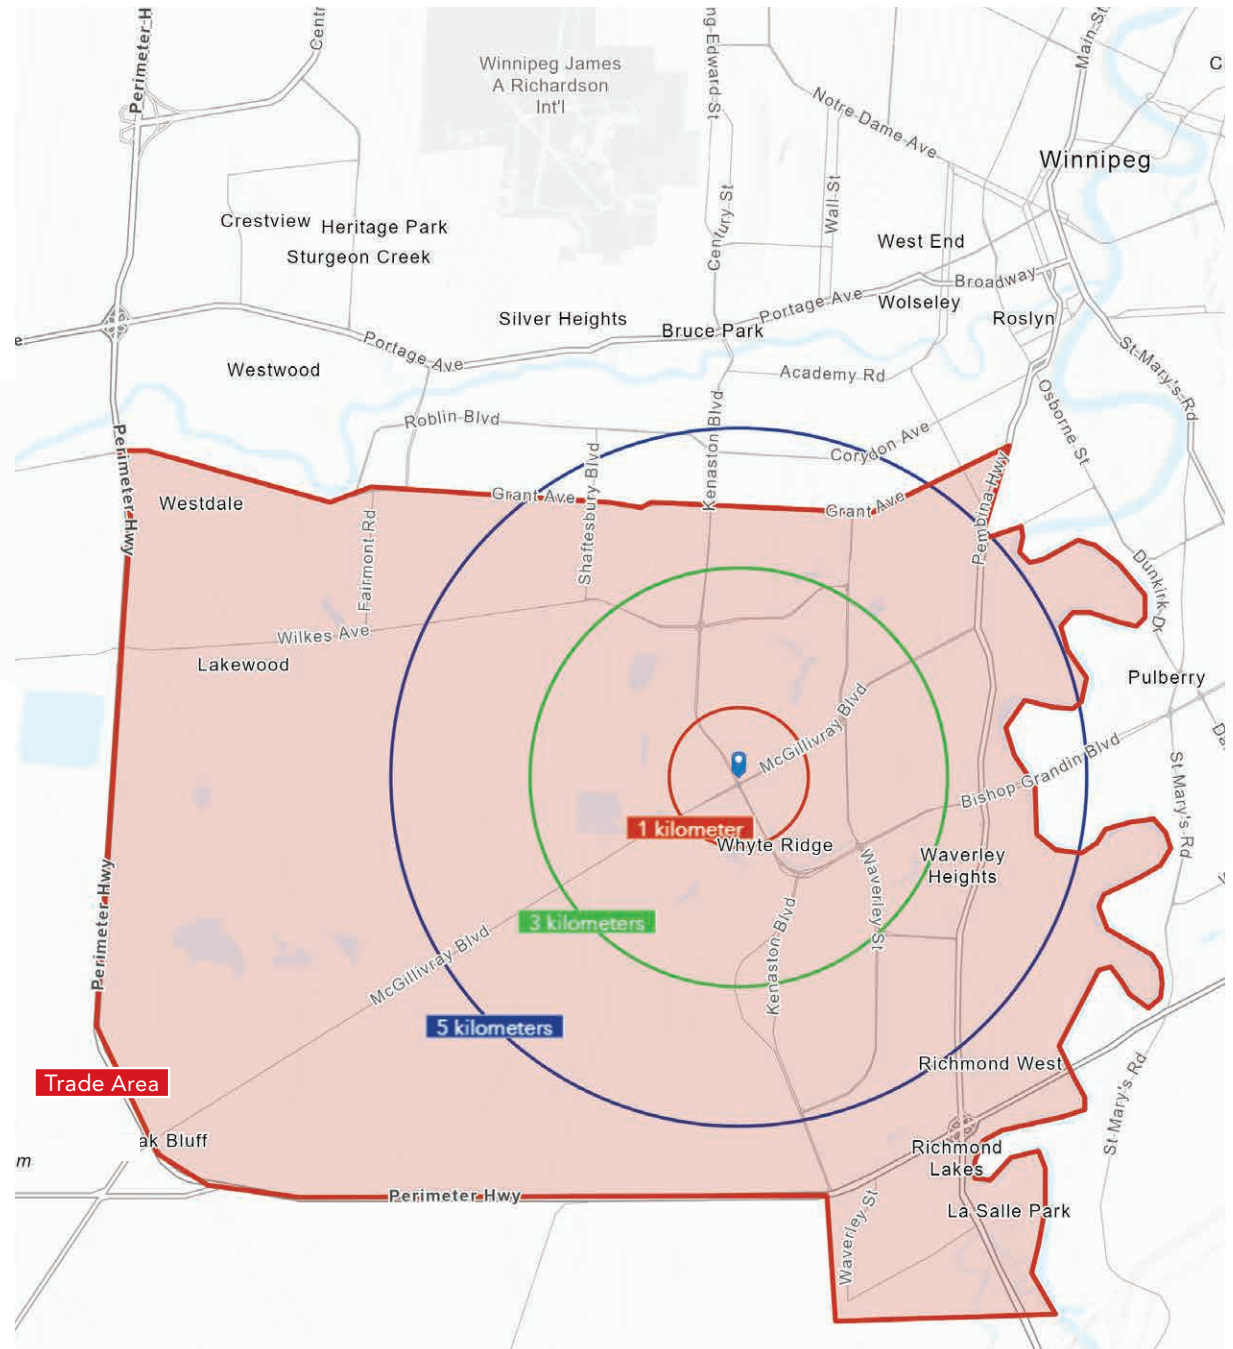 Perimeter H
Centr
ng-Edward-St
Main-St
C
Winnipeg James
A Richardson
Int'l
Notre-Dame-Ave
Winnipeg
Wall-St
Century-St
Crestview
Heritage Park
Sturgeon Creek
West End
Broadway
Portage-Ave
Wolseley
Silver Heights
Bruce Park
Roslyn
e
Portage-Ave
Westwood
Academy-Rd
St-Mary's-Rd
Osborne-St
Roblin-Blvd
Kenaston-Blvd
Corydon-Ave
Perimeter-Hwy
Westdale
Grant-Ave
Grant-Ave
Shaftesbury-Blvd
Fairmont-Rd
Pembina-Hwy
Dunkirk-Dr
Wilkes-Ave
Lakewood
Pulberry
McGillivray-Blvd
Bishop-Grandin-Blvd
St-Mary's-Rd
1 kilometer
Whyte Ridge
Waverley
Heights
Waverley-St
Perimeter-Hwy
3 kilometers
Kenaston-Blvd
McGillivray-Blvd
5 kilometers
Richmond West
Trade Area
St-Mary's-Rd
ak Bluff
m
Richmond
Lakes
Perimeter-Hwy
La Salle Park
Waverley-St